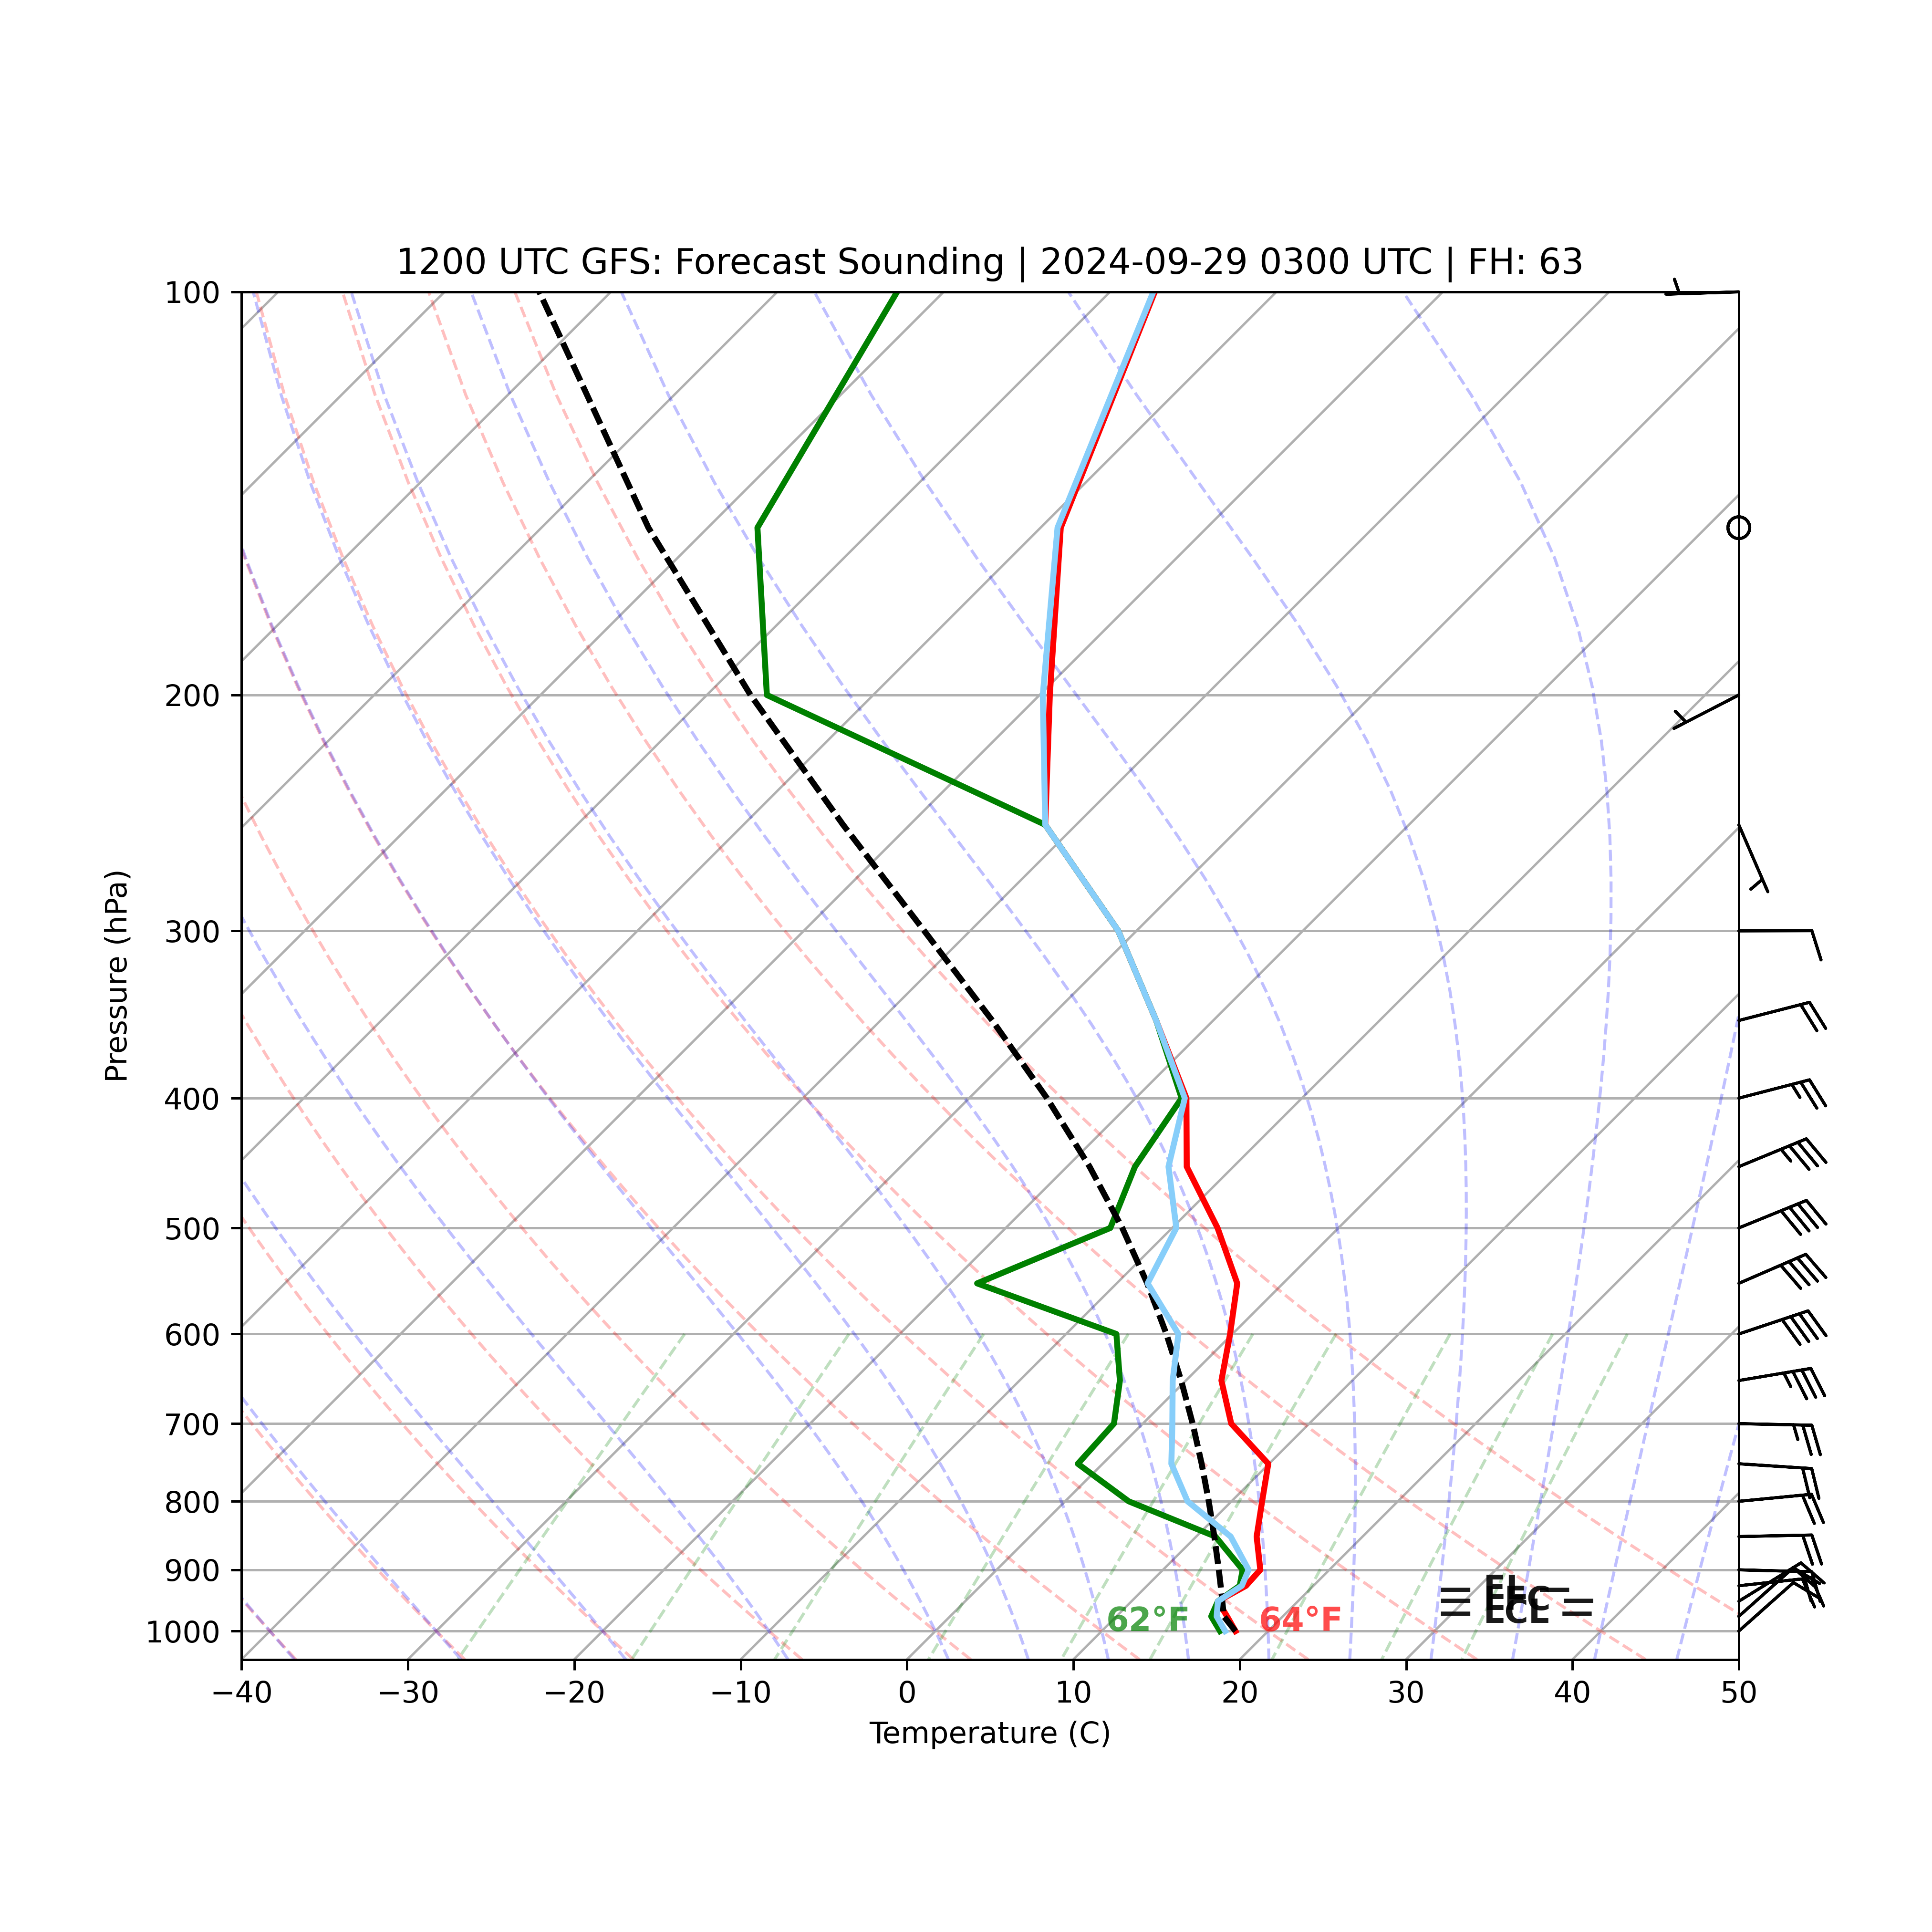 1200 UTC GFS: Forecast Sounding | 2024-09-29 0300 UTC | FH: 63
100
200
300
400
500
600
700
800
900
1000
Pressure (hPa)
EL
LCL
62°F
64°F
−40 −30 −20 −10 0 10 20 30 40 50
Temperature (C)